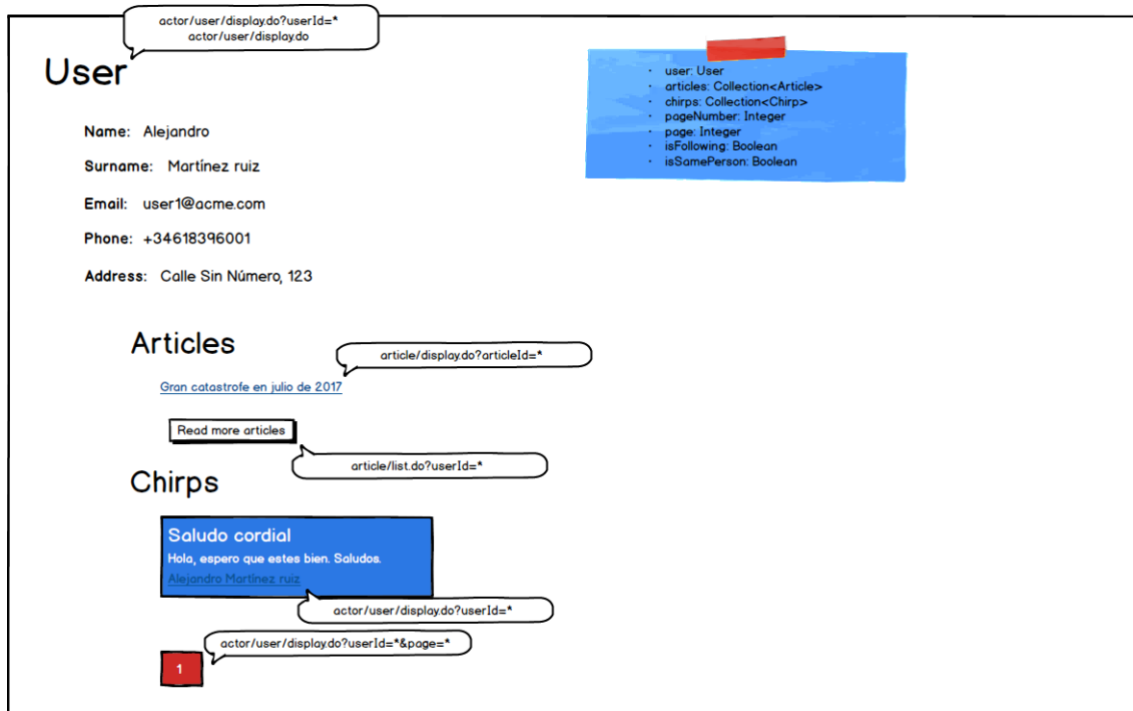 actor/user/display.do?userId=*
actor/user/display.do
User
· user: User
· articles: Collection<Article>
· chirps: Collection<Chirp>
· pageNumber: Integer
· page: Integer
· isFollowing: Boolean
· isSamePerson: Boolean
Name: Alejandro
Surname: Martínez ruiz
Email: user1@acme.com
Phone: +34618396001
Address: Calle Sin Número, 123
Articles
article/display.do?articleId=*
Gran catastrofe en julio de 2017
Read more articles
article/list.do?userId=*
Chirps
Saludo cordial
Hola, espero que estes bien. Saludos.
Alejandro Martínez ruiz
actor/user/display.do?userId=*
actor/user/display.do?userId=*&page=*
1